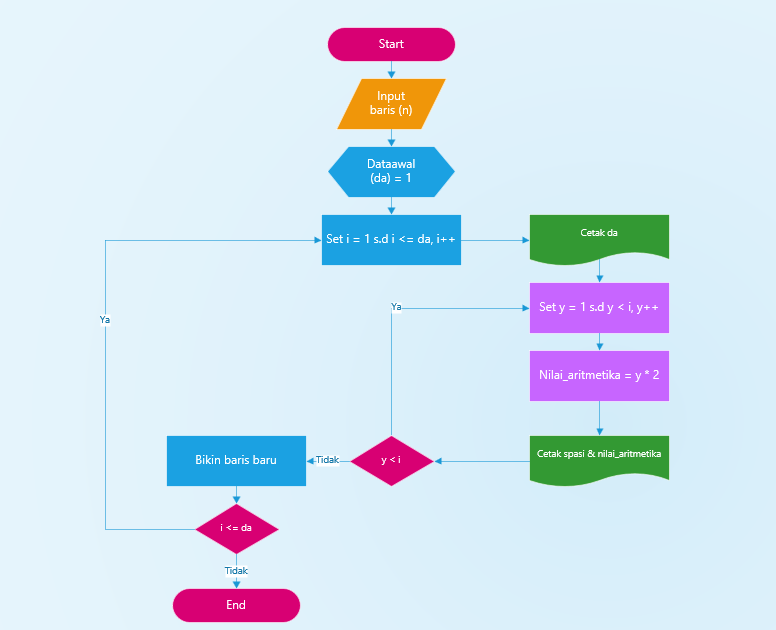 Start
Input
baris (n)
Dataawal
(da) = 1
Set i = 1 s.d i <= da, i++
Cetak da
Set y = 1 s.d y < i, y++
Ya
Ya
Nilai_aritmetika = y * 2
Cetak spasi & nilai_aritmetika
y < i
Tidak
Bikin baris baru
i <= da
Tidak
End